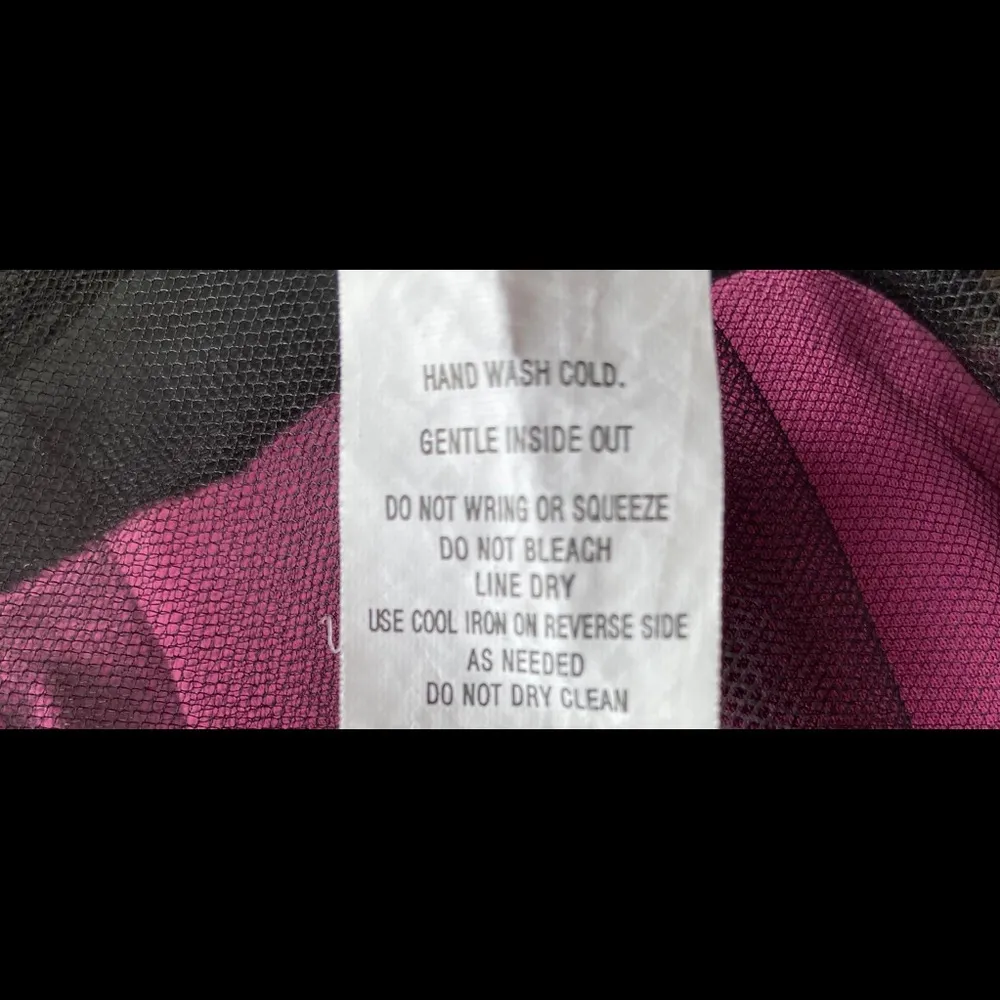 HAND WASH COLD.
GENTLE INSIDE OUT
DO NOT WRING OR SQUEEZE
DO NOT BLEACH
LINE DRY
USE COOL IRON ON REVERSE SIDE
AS NEEDED
DO NOT DRY CLEAN